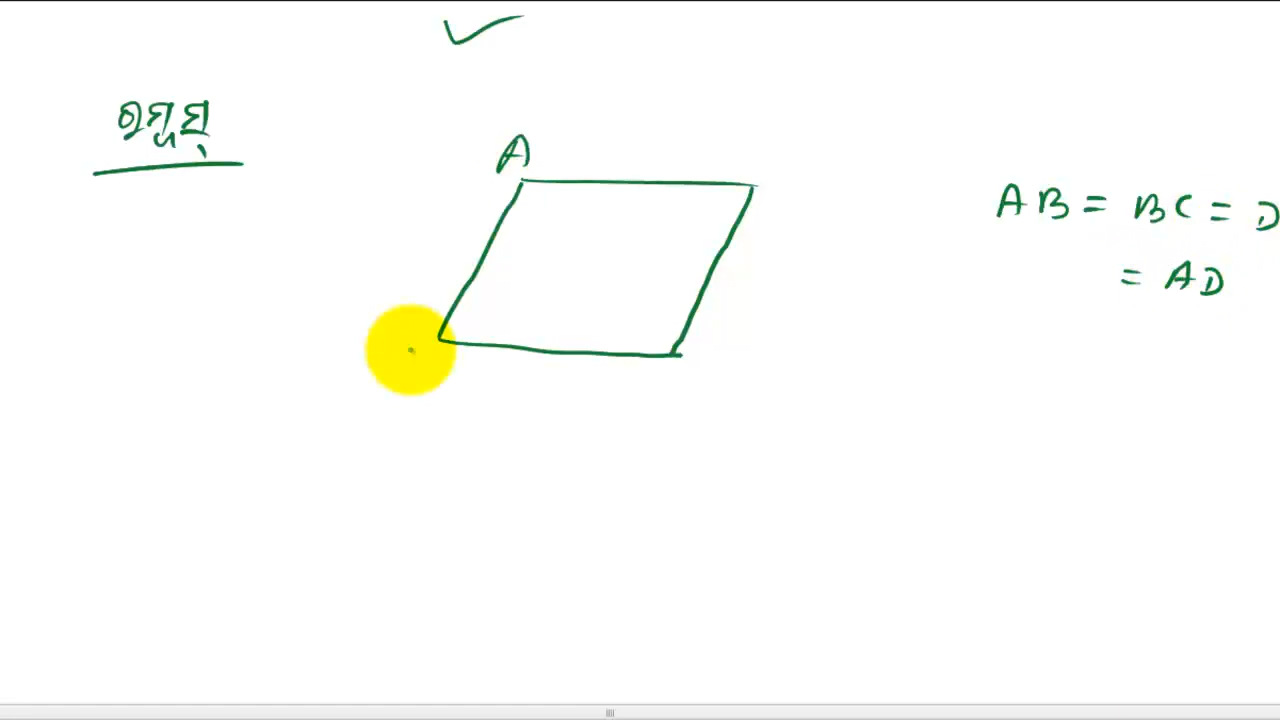 ରମ୍ବସ୍
A
AB = BC = D
= AD